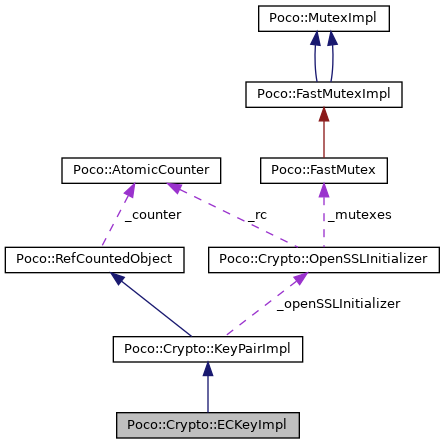 Poco::MutexImpl
Poco::FastMutexImpl
Poco::AtomicCounter
Poco::FastMutex
_counter
_rc
_mutexes
Poco::RefCountedObject
Poco::Crypto::OpenSSLInitializer
_openSSLInitializer
Poco::Crypto::KeyPairImpl
Poco::Crypto::ECKeyImpl